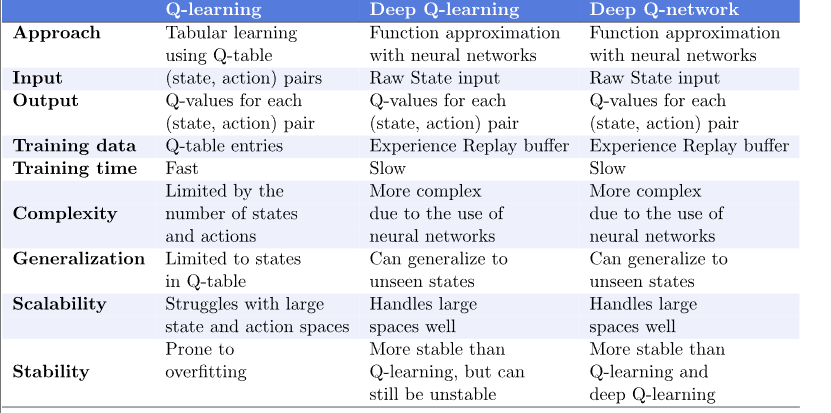 Q-learning Deep Q-learning Deep Q-network
Approach Tabular learning Function approximation Function approximation
using Q-table with neural networks with neural networks
Input (state, action) pairs Raw State input Raw State input
Output Q-values for each Q-values for each Q-values for each
(state, action) pair (state, action) pair (state, action) pair
Training data Q-table entries Experience Replay buffer Experience Replay buffer
Training time Fast Slow Slow
Limited by the More complex More complex
Complexity number of states due to the use of due to the use of
and actions neural networks neural networks
Generalization Limited to states Can generalize to Can generalize to
in Q-table unseen states unseen states
Scalability Struggles with large Handles large Handles large
state and action spaces spaces well spaces well
Prone to More stable than More stable than
Stability overfitting Q-learning, but can Q-learning and
still be unstable deep Q-learning